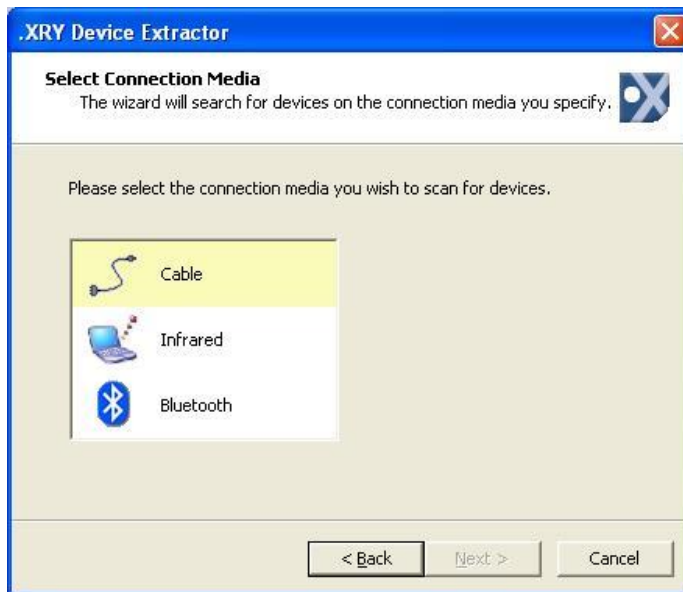 .XRY Device Extractor
Select Connection Media
The wizard will search for devices on the connection media you specify.
Please select the connection media you wish to scan for devices.
Cable
Infrared
Bluetooth
< Back
Next >
Cancel